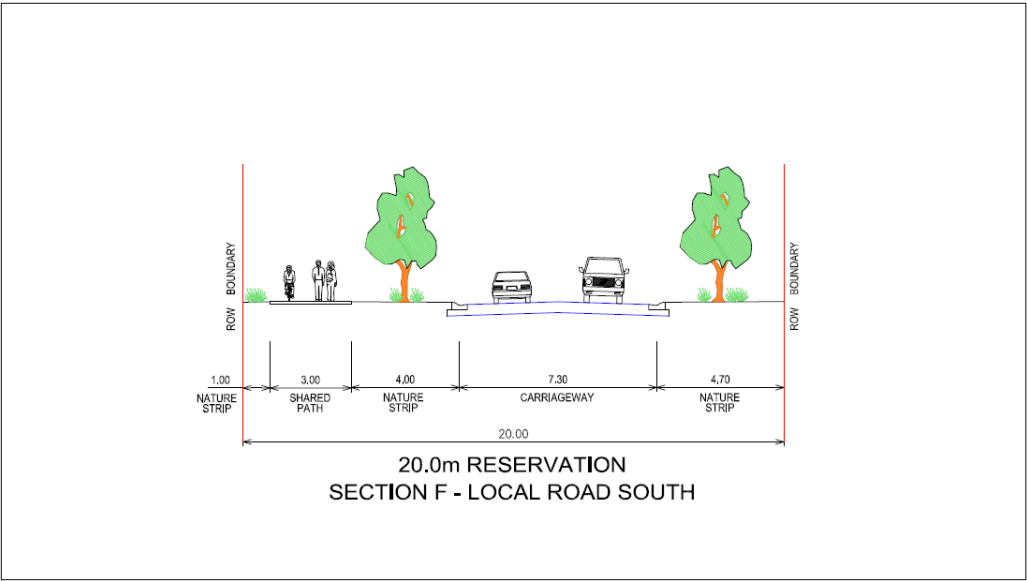 ROW BOUNDARY
ROW BOUNDARY
1.00
NATURE
STRIP
3.00
SHARED
PATH
4.00
NATURE
STRIP
7.30
CARRIAGEWAY
4.70
NATURE
STRIP
20.00
20.0m RESERVATION
SECTION F - LOCAL ROAD SOUTH